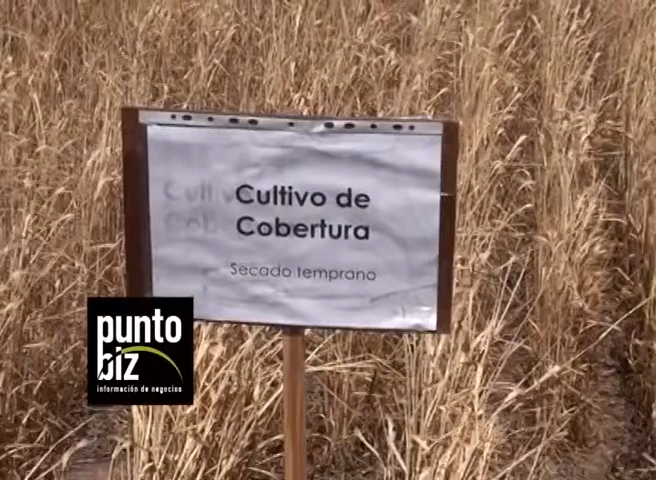 Cultivo de
Cobertura
Secado temprano
punto
biz
información de negocios